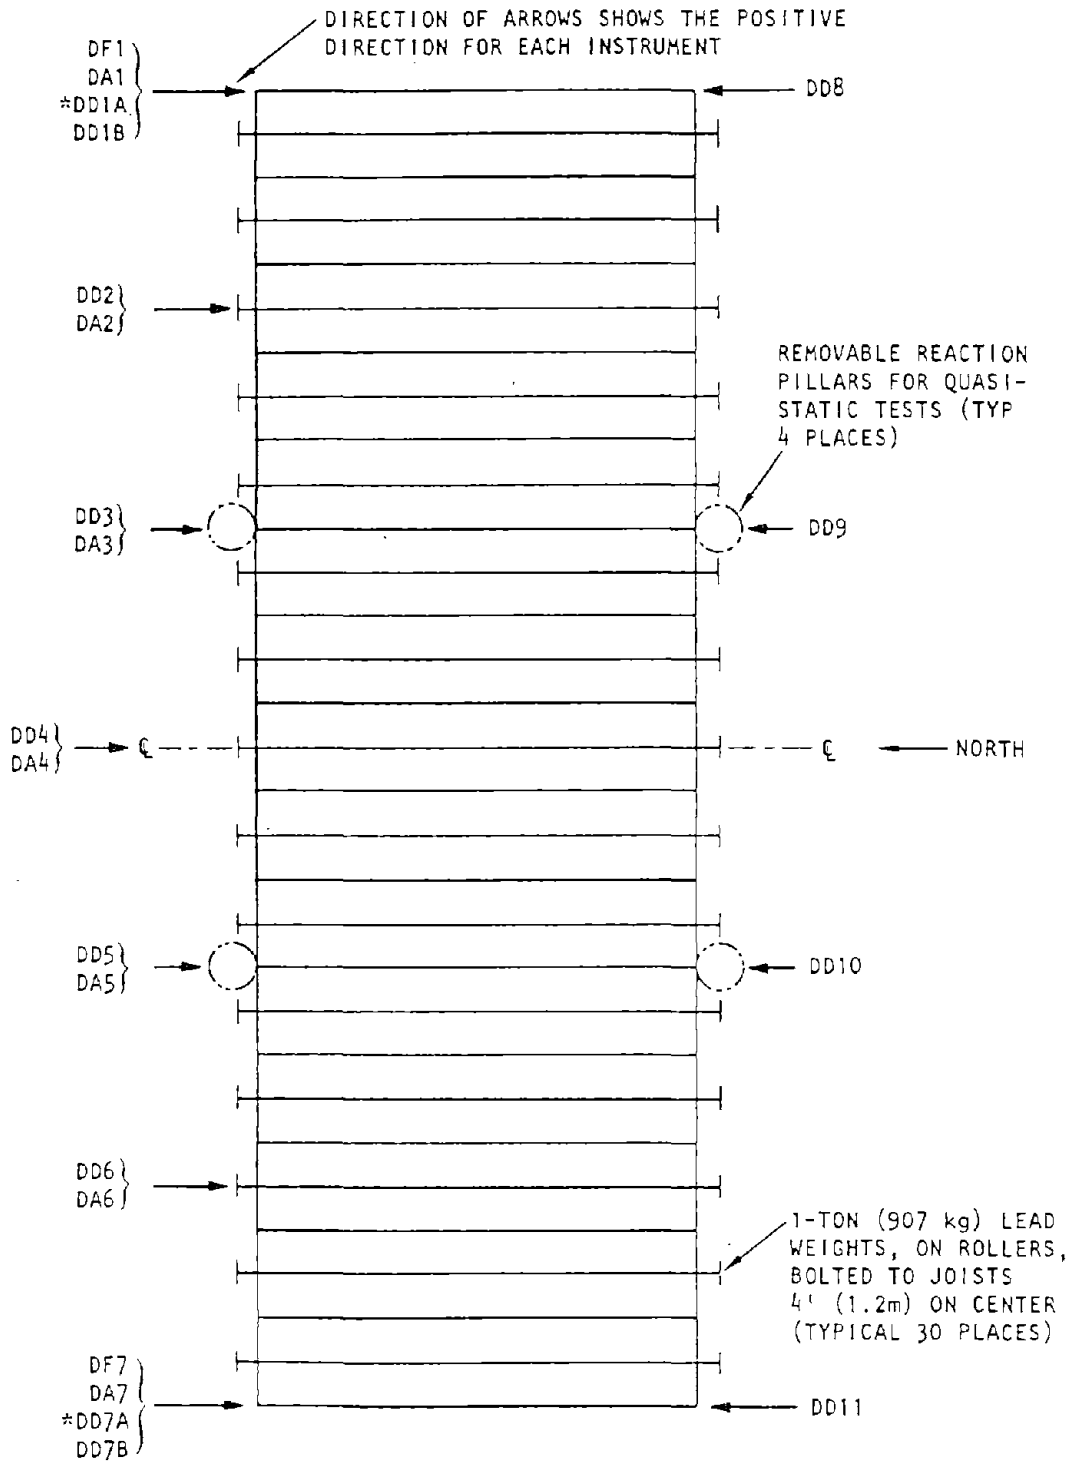 DIRECTION OF ARROWS SHOWS THE POSITIVE
DIRECTION FOR EACH INSTRUMENT
DF1
DA1
*DD1A
DD1B
DD8
DD2
DA2
REMOVABLE REACTION
PILLARS FOR QUASI-
STATIC TESTS (TYP
4 PLACES)
DD3
DA3
DD9
DD4
DA4
℄
℄
NORTH
DD5
DA5
DD10
DD6
DA6
1-TON (907 kg) LEAD
WEIGHTS, ON ROLLERS,
BOLTED TO JOISTS
4' (1.2m) ON CENTER
(TYPICAL 30 PLACES)
DF7
DA7
*DD7A
DD7B
DD11